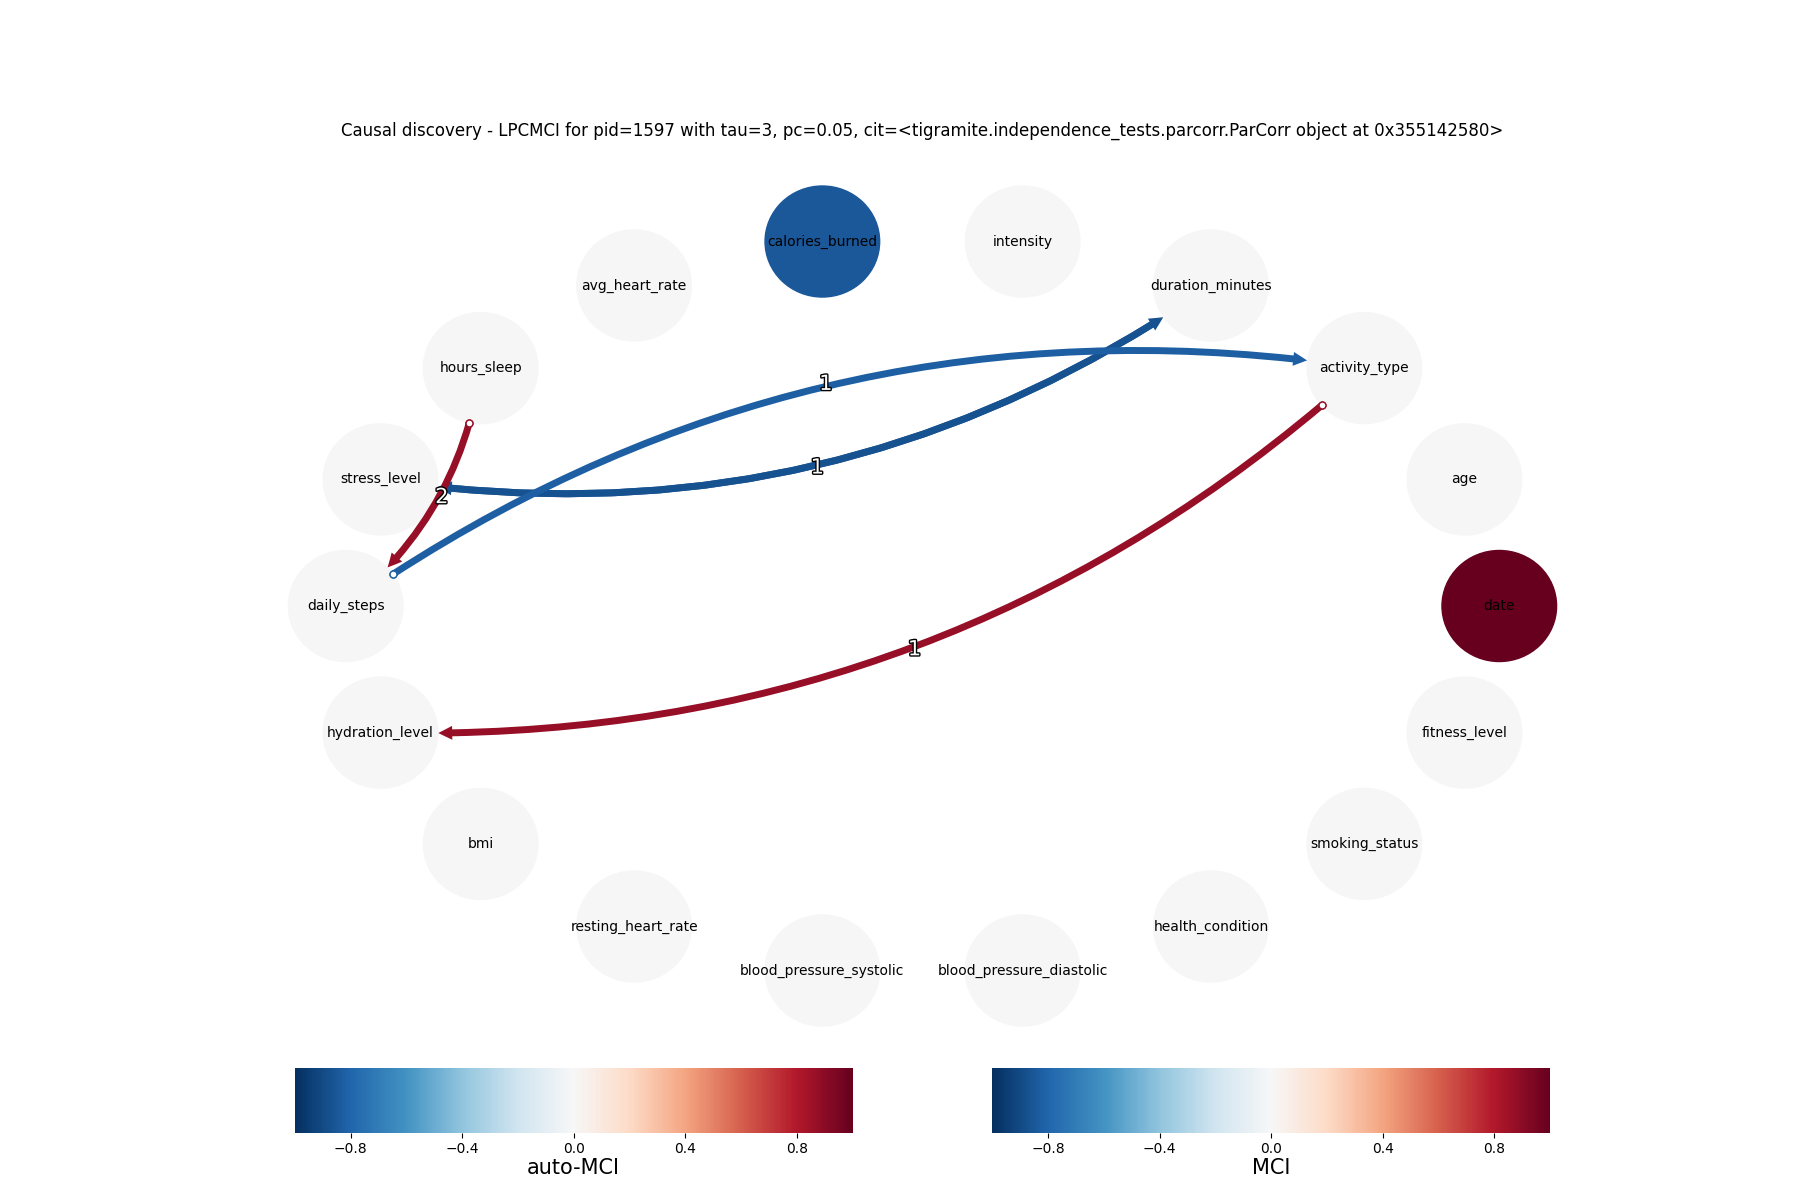 Causal discovery - LPCMCI for pid=1597 with tau=3, pc=0.05, cit=<tigramite.independence_tests.parcorr.ParCorr object at 0x355142580>
calories_burned
intensity
avg_heart_rate
duration_minutes
hours_sleep
activity_type
1
1
stress_level
age
2
daily_steps
date
1
hydration_level
fitness_level
bmi
smoking_status
resting_heart_rate
health_condition
blood_pressure_systolic
blood_pressure_diastolic
−0.8 −0.4 0.0 0.4 0.8
auto-MCI
−0.8 −0.4 0.0 0.4 0.8
MCI